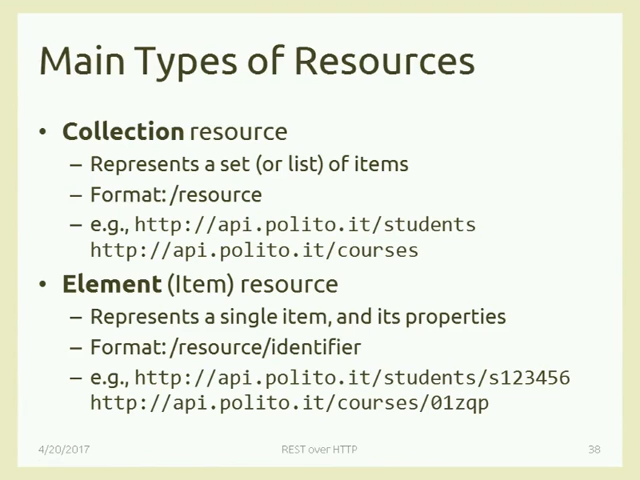 Main Types of Resources
• Collection resource
– Represents a set (or list) of items
– Format: /resource
– e.g., http://api.polito.it/students
http://api.polito.it/courses
• Element (Item) resource
– Represents a single item, and its properties
– Format: /resource/identifier
– e.g., http://api.polito.it/students/s123456
http://api.polito.it/courses/01zqp
4/20/2017 REST over HTTP 38